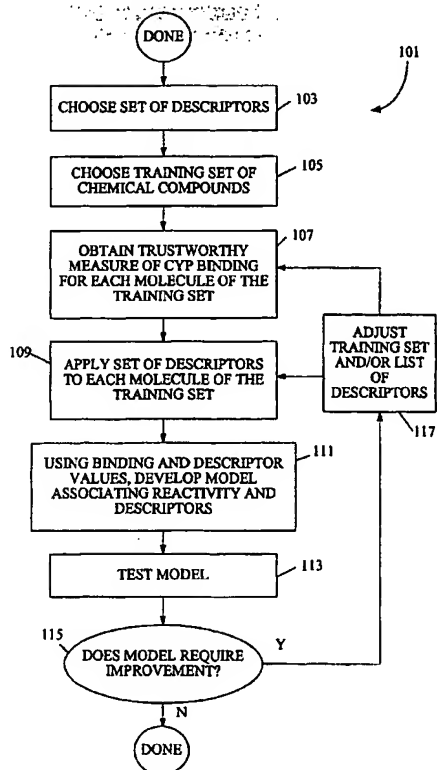 DONE
101
CHOOSE SET OF DESCRIPTORS
103
CHOOSE TRAINING SET OF
CHEMICAL COMPOUNDS
105
107
OBTAIN TRUSTWORTHY
MEASURE OF CYP BINDING
FOR EACH MOLECULE OF THE
TRAINING SET
109
APPLY SET OF DESCRIPTORS
TO EACH MOLECULE OF THE
TRAINING SET
ADJUST
TRAINING SET
AND/OR LIST
OF
DESCRIPTORS
117
111
USING BINDING AND DESCRIPTOR
VALUES, DEVELOP MODEL
ASSOCIATING REACTIVITY AND
DESCRIPTORS
TEST MODEL
113
115
DOES MODEL REQUIRE
IMPROVEMENT?
Y
N
DONE